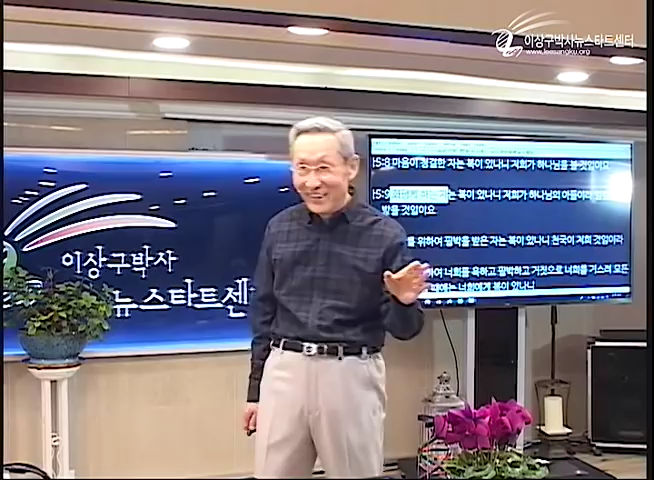 이상구박사뉴스타트센터
www.leesangku.org
5:8 마음이 청결한 자는 복이 있나니 저희가 하나님을 볼 것임이요
5:9 화평케 하는 자는 복이 있나니 저희가 하나님의 아들이라
받을 것임이요
위하여 핍박을 받은 자는 복이 있나니 천국이 저희 것임이라
너희를 욕하고 핍박하고 거짓으로 너희를 거스려 모든
때에는 너희에게 복이 있나니
이상구박사
뉴스타트센